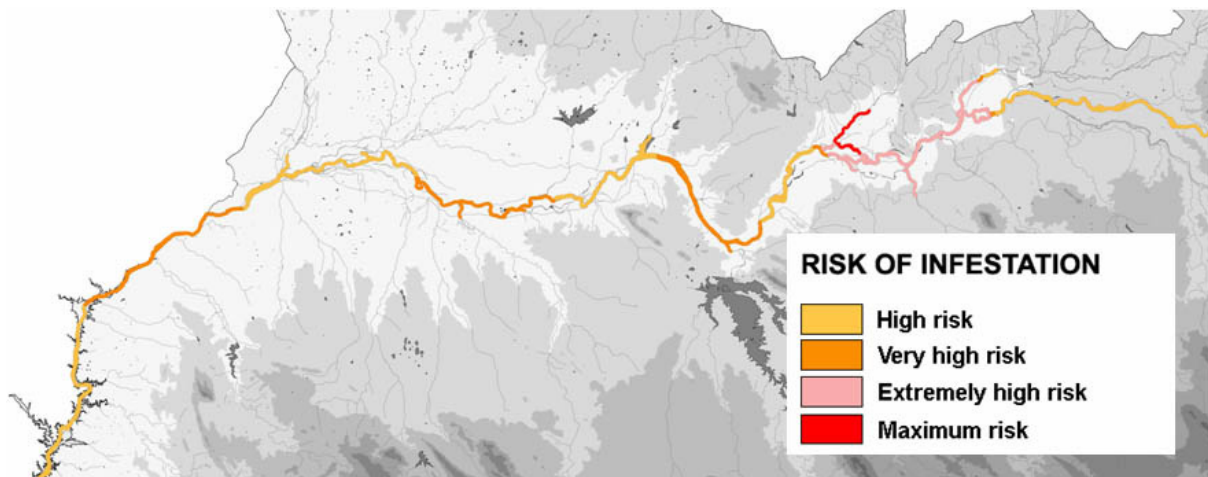 RISK OF INFESTATION
High risk
Very high risk
Extremely high risk
Maximum risk